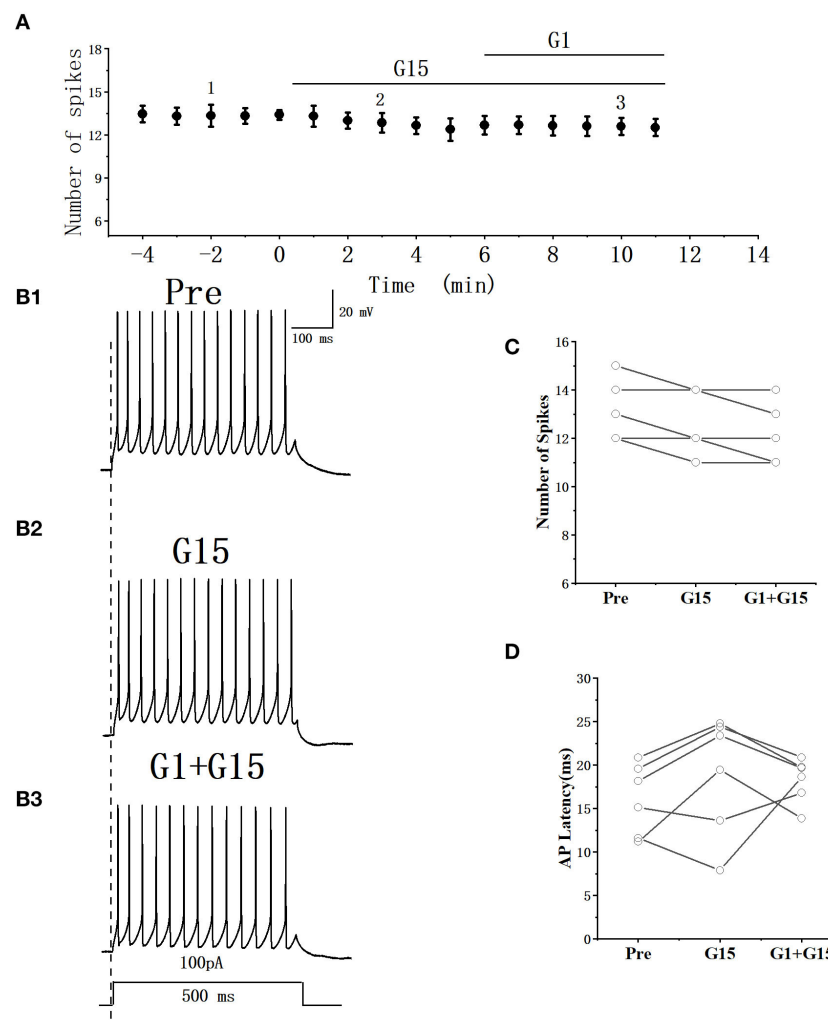 A
G1
G15
1
2
3
Number of spikes
18
15
12
9
6
-4
-2
0
2
4
6
8
10
12
14
Time (min)
B1
Pre
20 mV
100 ms
B2
G15
B3
G1+G15
100pA
500 ms
C
Number of Spikes
16
14
12
10
8
6
Pre
G15
G1+G15
D
AP Latency(ms)
30
25
20
15
10
5
0
Pre
G15
G1+G15